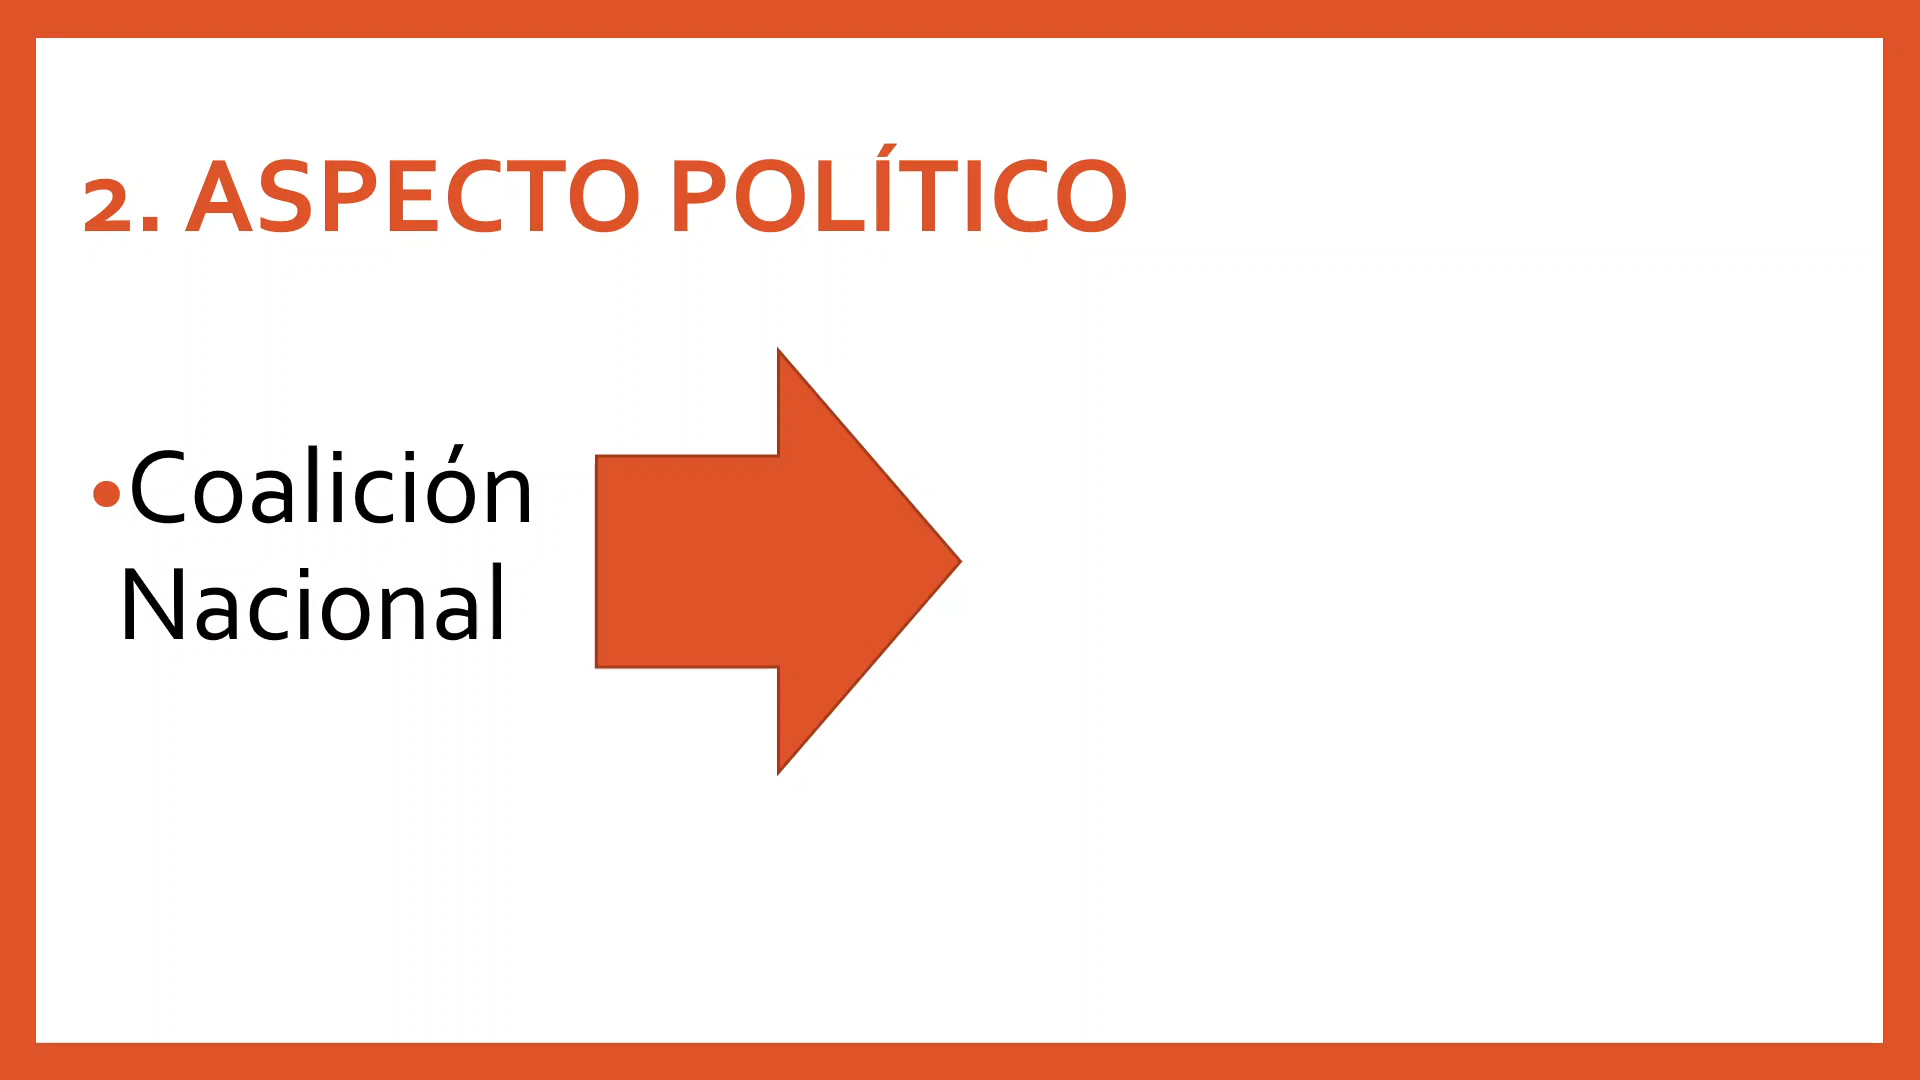 2. ASPECTO POLÍTICO
•Coalición
Nacional